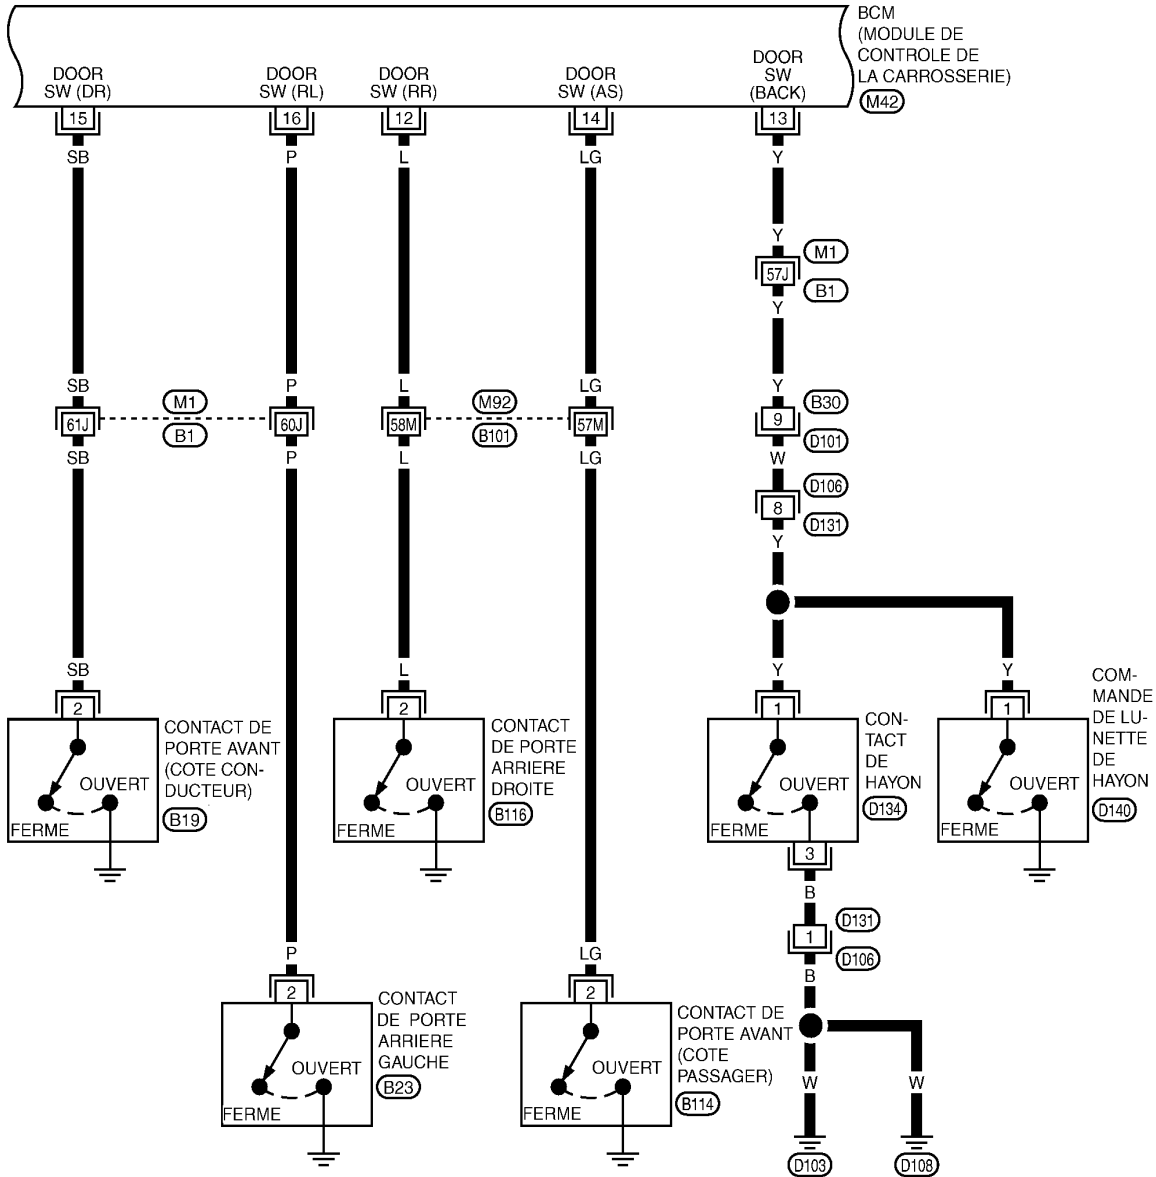 BCM
(MODULE DE
CONTROLE DE
LA CARROSSERIE)
M42
DOOR
SW (DR)
DOOR
SW (RL)
DOOR
SW (RR)
DOOR
SW (AS)
DOOR
SW
(BACK)
15
16
12
14
13
SB
P
L
LG
Y
Y
M1
57J
B1
Y
SB
P
L
LG
Y
M1
M92
B30
61J
60J
58M
57M
9
B1
B101
D101
SB
P
L
LG
W
D106
8
D131
Y
SB
L
Y
Y
2
2
1
1
CONTACT DE
PORTE AVANT
(COTE CON-
DUCTEUR)
B19
OUVERT
FERME
CONTACT
DE PORTE
ARRIERE
DROITE
B116
OUVERT
FERME
CON-
TACT
DE
HAYON
D134
OUVERT
FERME
COM-
MANDE
DE LU-
NETTE
DE
HAYON
D140
OUVERT
FERME
3
B
D131
1
D106
B
P
LG
2
2
CONTACT
DE PORTE
ARRIERE
GAUCHE
B23
OUVERT
FERME
CONTACT DE
PORTE AVANT
(COTE
PASSAGER)
B114
OUVERT
FERME
W
W
D103
D108